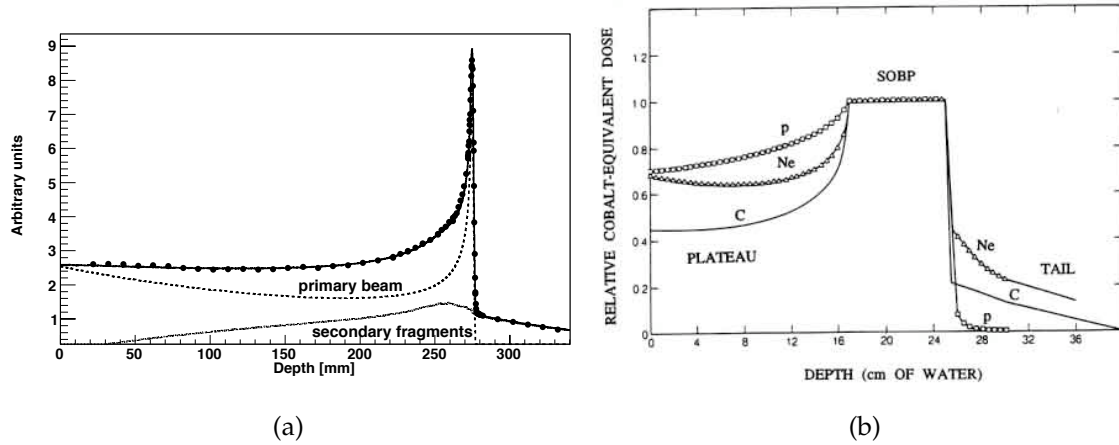 9
8
7
6
5
4
3
2
1
Arbitrary units
primary beam
secondary fragments
0 50 100 150 200 250 300
Depth [mm]
(a)
RELATIVE COBALT-EQUIVALENT DOSE
1.2
1.0
0.8
0.6
0.4
0.2
0
SOBP
p
Ne
C
PLATEAU
Ne
TAIL
C
p
0 4 8 12 16 20 24 28 32 36
DEPTH (cm OF WATER)
(b)